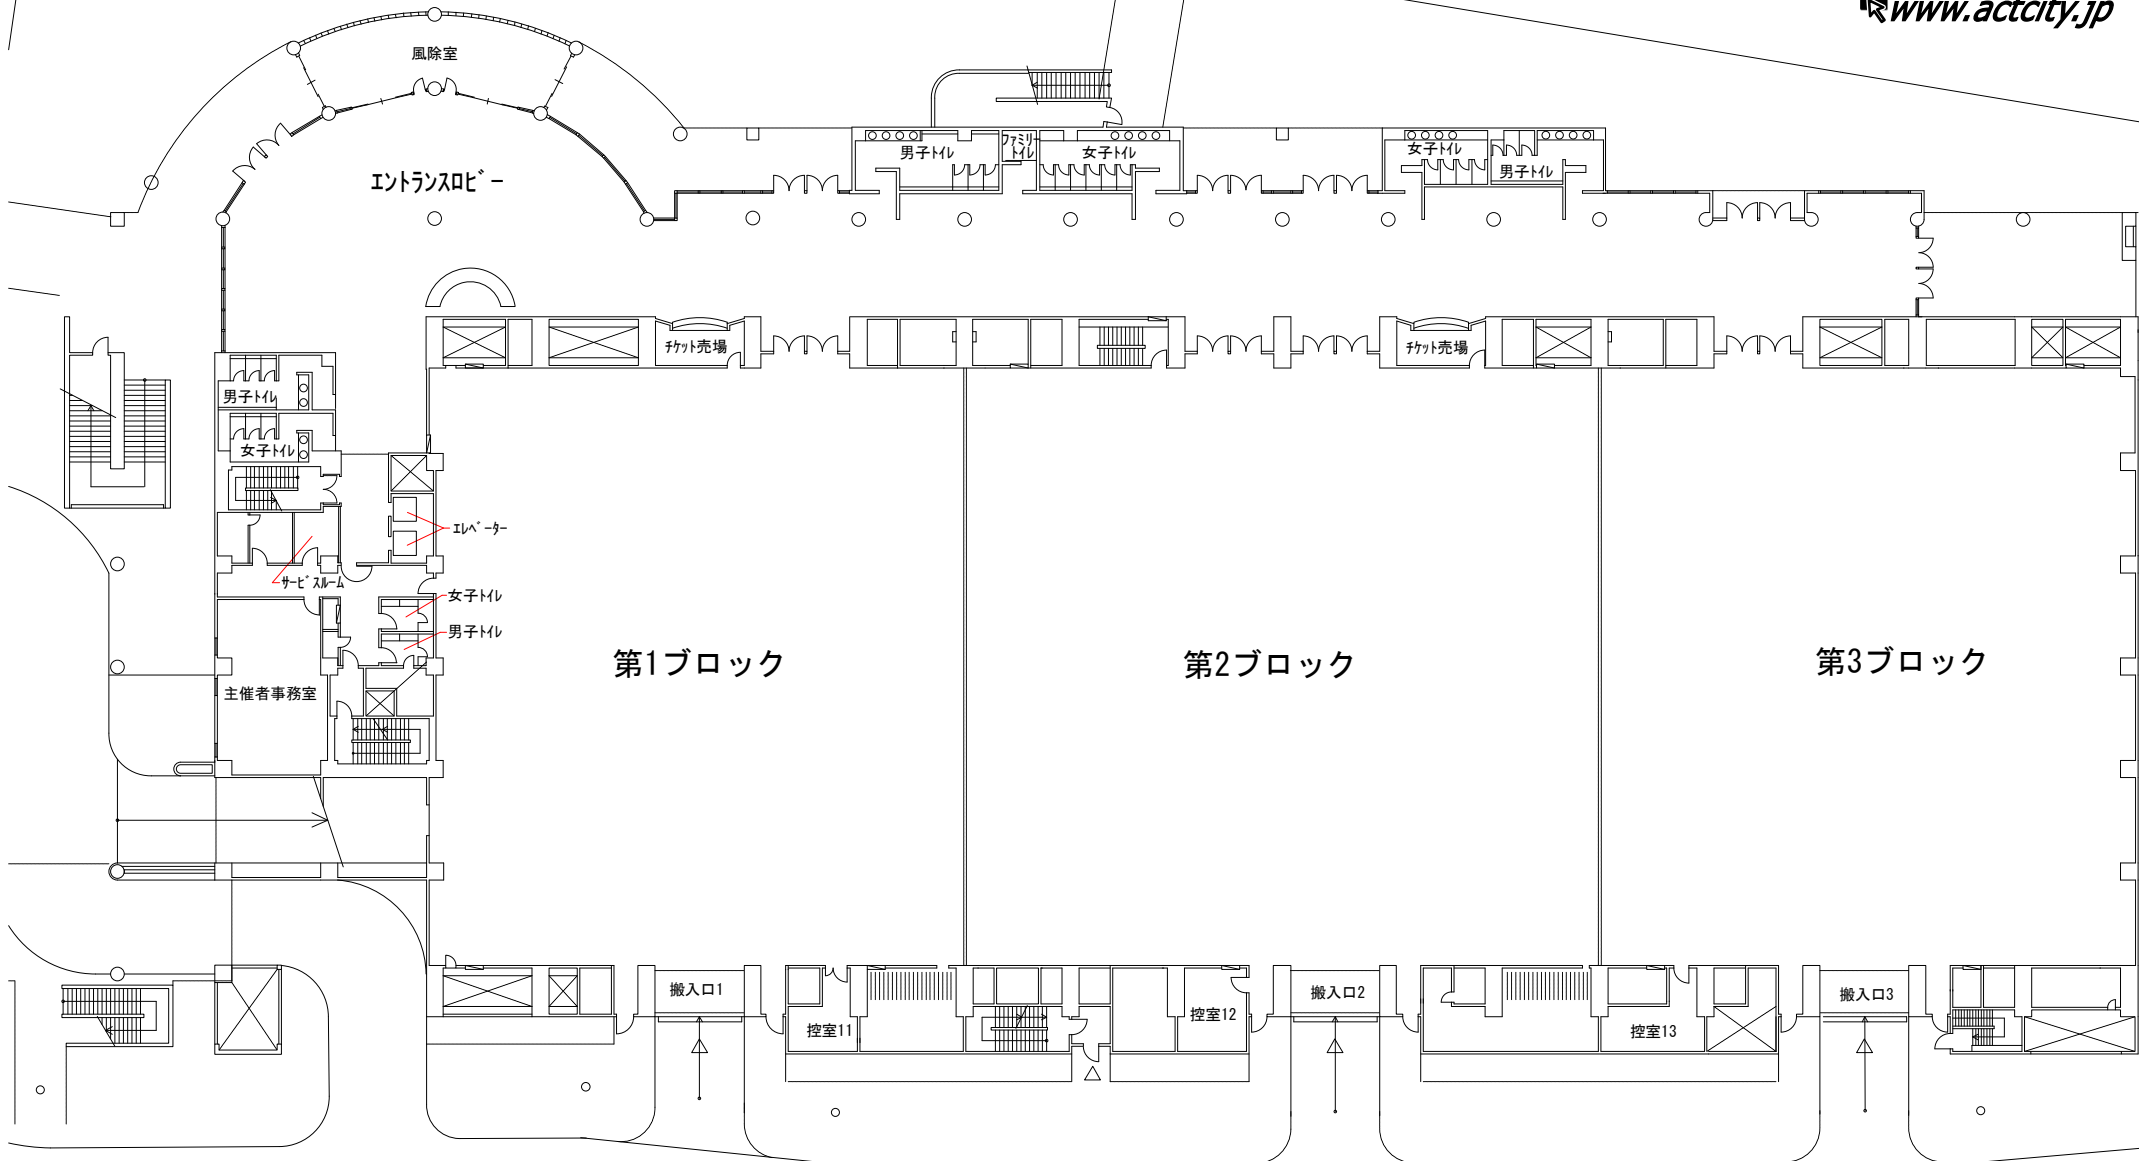 www.actcity.jp
風除室
エントランスロビー
男子トイレ
ファミリー
トイレ
女子トイレ
女子トイレ
男子トイレ
チケット売場
チケット売場
男子トイレ
女子トイレ
エレベーター
サービスルーム
女子トイレ
男子トイレ
主催者事務室
第1ブロック
第2ブロック
第3ブロック
搬入口1
搬入口2
搬入口3
控室11
控室12
控室13